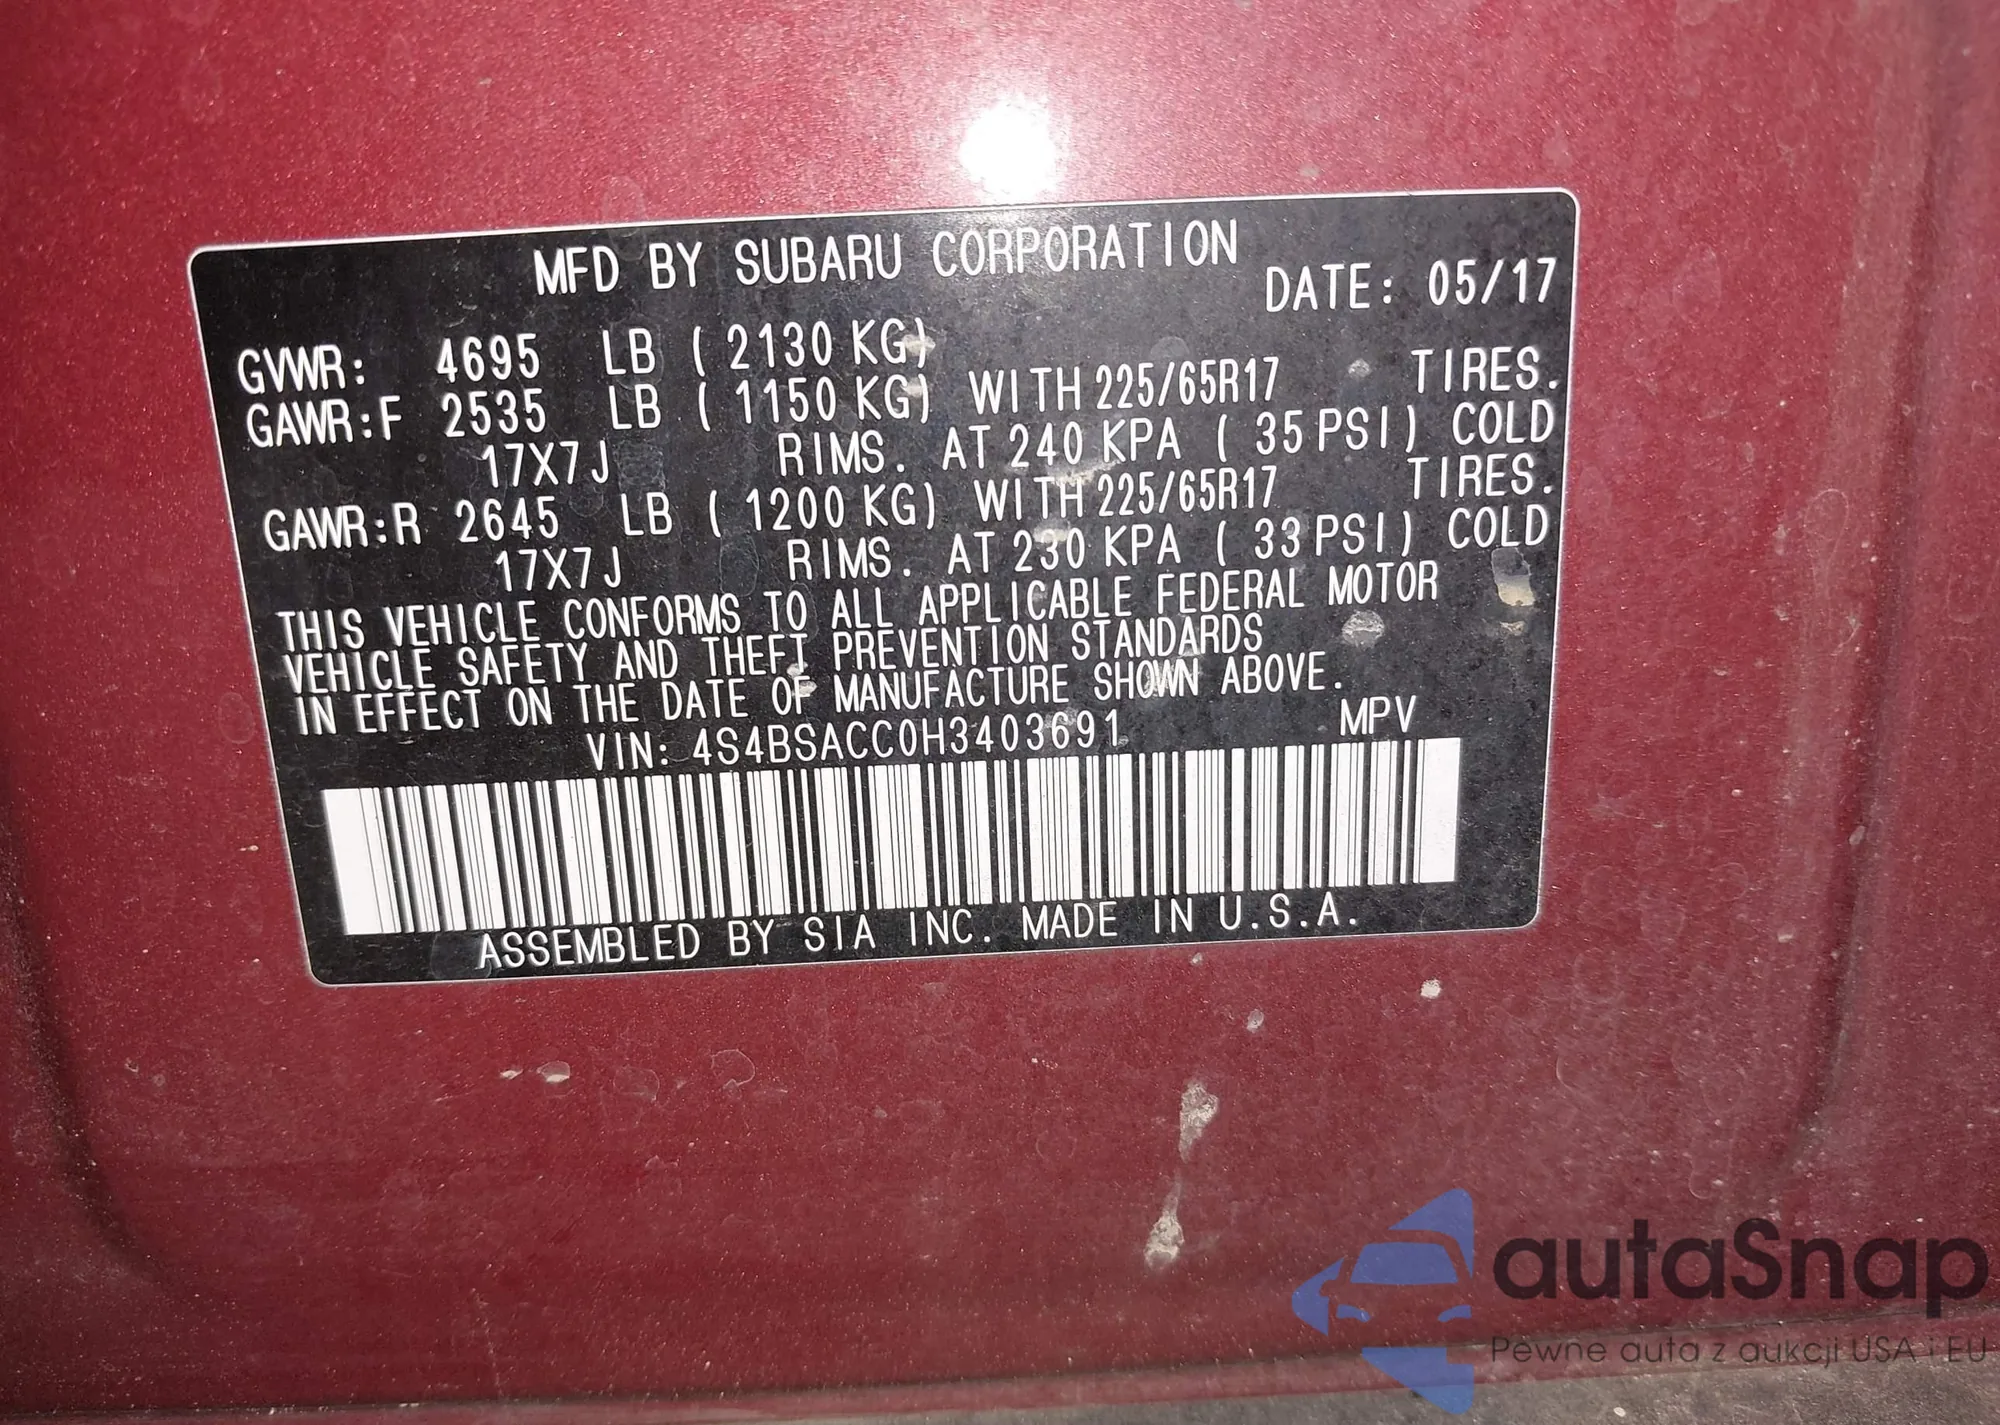 MFD BY SUBARU CORPORATION
DATE: 05/17
GVWR: 4695 LB ( 2130 KG)
GAWR:F 2535 LB ( 1150 KG) WITH 225/65R17 TIRES.
17X7J RIMS. AT 240 KPA ( 35 PSI) COLD
GAWR:R 2645 LB ( 1200 KG) WITH 225/65R17 TIRES.
17X7J RIMS. AT 230 KPA ( 33 PSI) COLD
THIS VEHICLE CONFORMS TO ALL APPLICABLE FEDERAL MOTOR
VEHICLE SAFETY AND THEFT PREVENTION STANDARDS
IN EFFECT ON THE DATE OF MANUFACTURE SHOWN ABOVE.
VIN: 4S4BSACC0H3403691 MPV
ASSEMBLED BY SIA INC. MADE IN U.S.A.
autaSnap
Pewne auta z aukcji USA i EU